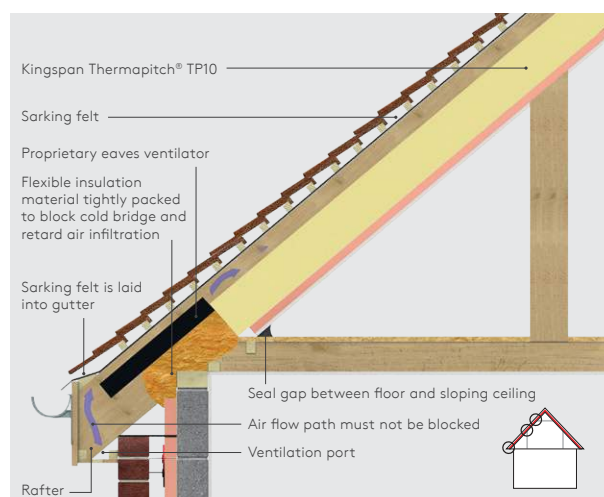 Kingspan Thermapitch® TP10
Sarking felt
Proprietary eaves ventilator
Flexible insulation
material tightly packed
to block cold bridge and
retard air infiltration
Sarking felt is laid
into gutter
Seal gap between floor and sloping ceiling
Air flow path must not be blocked
Ventilation port
Rafter